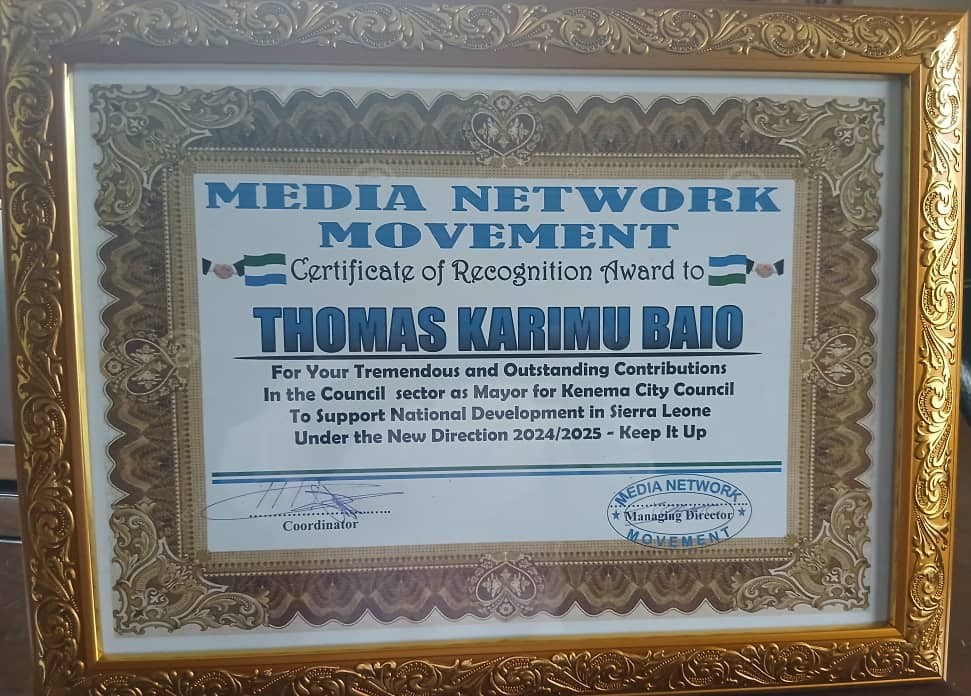 MEDIA NETWORK
MOVEMENT
Certificate of Recognition Award to
THOMAS KARIMU BAIO
For Your Tremendous and Outstanding Contributions
In the Council sector as Mayor for Kenema City Council
To Support National Development in Sierra Leone
Under the New Direction 2024/2025 - Keep It Up
Coordinator
MEDIA NETWORK
Managing Director
MOVEMENT